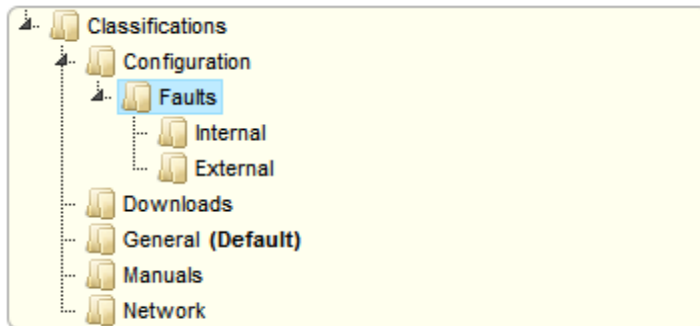 Classifications
Configuration
Faults
Internal
External
Downloads
General (Default)
Manuals
Network